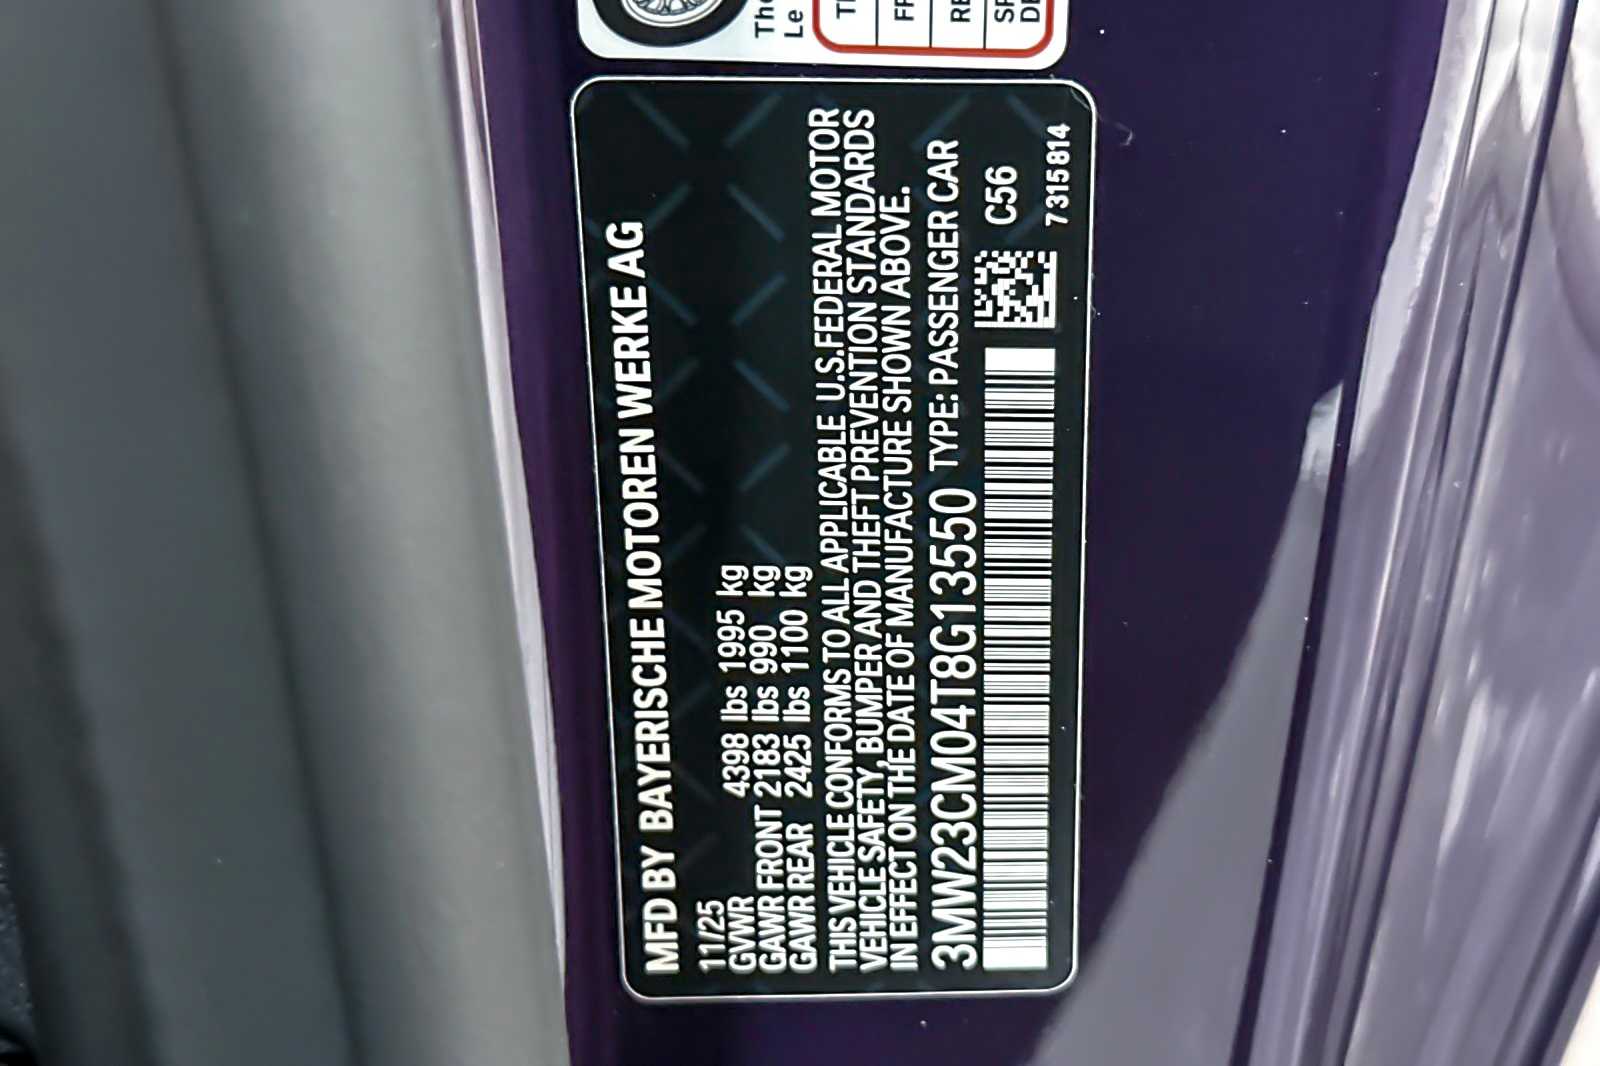 The
Le
MFD BY BAYERISCHE MOTOREN WERKE AG
11/25
GVWR 4398 lbs 1995 kg
GAWR FRONT 2183 lbs 990 kg
GAWR REAR 2425 lbs 1100 kg
THIS VEHICLE CONFORMS TO ALL APPLICABLE U.S.FEDERAL MOTOR
VEHICLE SAFETY, BUMPER AND THEFT PREVENTION STANDARDS
IN EFFECT ON THE DATE OF MANUFACTURE SHOWN ABOVE.
3MW23CM04T8G13550 TYPE: PASSENGER CAR
C56
7315814